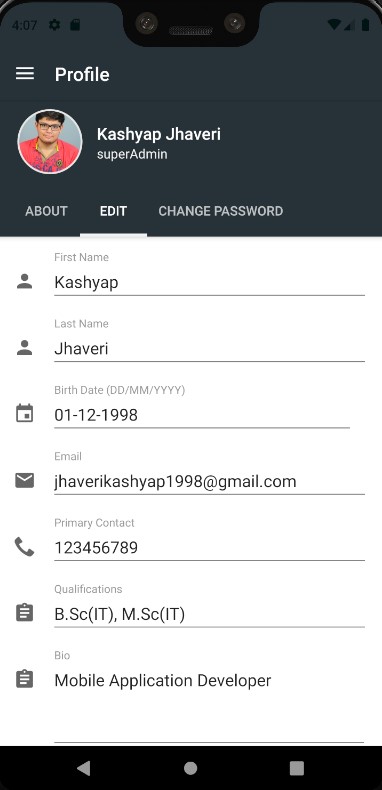 4:07
Profile
Kashyap Jhaveri
superAdmin
ABOUT EDIT CHANGE PASSWORD
First Name
Kashyap
Last Name
Jhaveri
Birth Date (DD/MM/YYYY)
01-12-1998
Email
jhaverikashyap1998@gmail.com
Primary Contact
123456789
Qualifications
B.Sc(IT), M.Sc(IT)
Bio
Mobile Application Developer